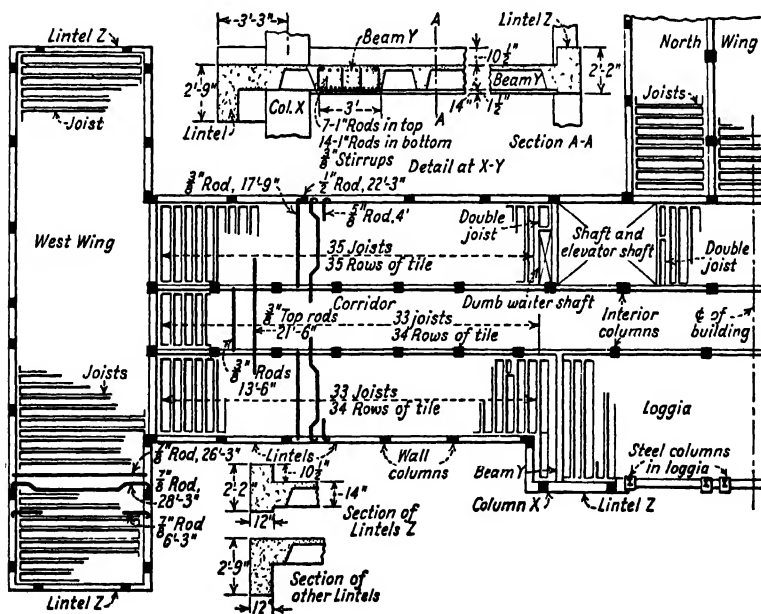 3'-3"
Lintel Z
Beam Y
A
Lintel Z
North Wing
10½"
2'-2"
Beam Y
2'-9"
Joist
Joists
Lintel
Col. X
3'-
14"
A
1½"
7-1" Rods in top
14-1" Rods in bottom
⅜" Stirrups
Section A-A
Detail at X-Y
⅜" Rod, 17'-9"
½" Rod, 22'-3"
⅝" Rod, 4'
Double joist
Shaft and elevator shaft
Double joist
West Wing
35 Joists
35 Rows of tile
Corridor
Dumb waiter shaft
⅜" Top rods
21'-6"
33 joists
34 Rows of tile
Interior columns
℄ of building
⅜" Rods
13'-6"
33 Joists
34 Rows of tile
Joists
Loggia
⅞" Rod, 26'-3"
⅞" Rod,
28'-3"
⅞" Rod
6'-3"
Lintels
10½"
2'-2"
14"
12"
Section of Lintels Z
Wall columns
Beam Y
Steel columns in loggia
Column X
Lintel Z
2'-9"
12"
Section of other Lintels
Lintel Z